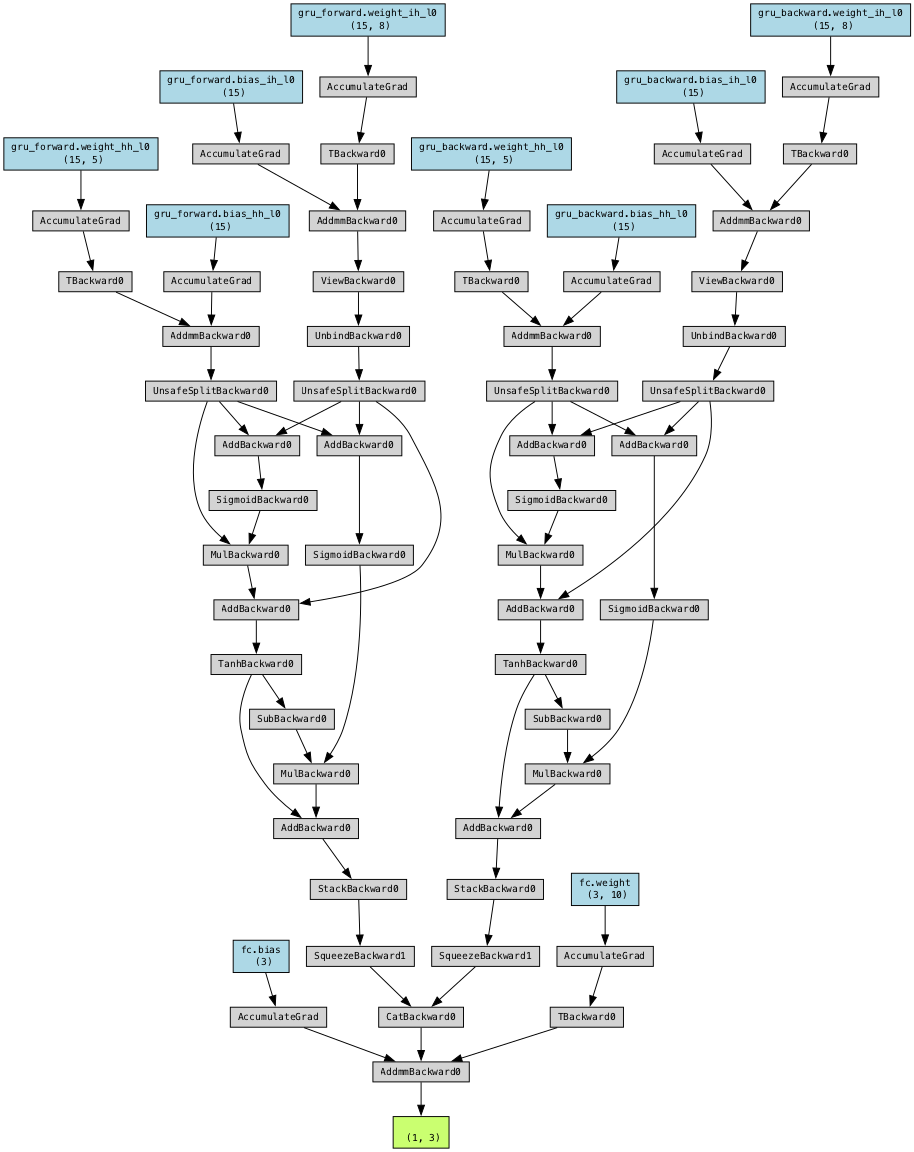 gru_forward.weight_ih_l0
(15, 8)
gru_backward.weight_ih_l0
(15, 8)
gru_forward.bias_ih_l0
(15)
AccumulateGrad
gru_backward.bias_ih_l0
(15)
AccumulateGrad
gru_forward.weight_hh_l0
(15, 5)
AccumulateGrad
TBackward0
gru_backward.weight_hh_l0
(15, 5)
AccumulateGrad
TBackward0
AccumulateGrad
gru_forward.bias_hh_l0
(15)
AddmmBackward0
AccumulateGrad
gru_backward.bias_hh_l0
(15)
AddmmBackward0
TBackward0
AccumulateGrad
ViewBackward0
TBackward0
AccumulateGrad
ViewBackward0
AddmmBackward0
UnbindBackward0
AddmmBackward0
UnbindBackward0
UnsafeSplitBackward0
UnsafeSplitBackward0
UnsafeSplitBackward0
UnsafeSplitBackward0
AddBackward0
AddBackward0
AddBackward0
AddBackward0
SigmoidBackward0
SigmoidBackward0
MulBackward0
SigmoidBackward0
MulBackward0
AddBackward0
AddBackward0
SigmoidBackward0
TanhBackward0
TanhBackward0
SubBackward0
SubBackward0
MulBackward0
MulBackward0
AddBackward0
AddBackward0
StackBackward0
StackBackward0
fc.weight
(3, 10)
fc.bias
(3)
SqueezeBackward1
SqueezeBackward1
AccumulateGrad
AccumulateGrad
CatBackward0
TBackward0
AddmmBackward0
(1, 3)